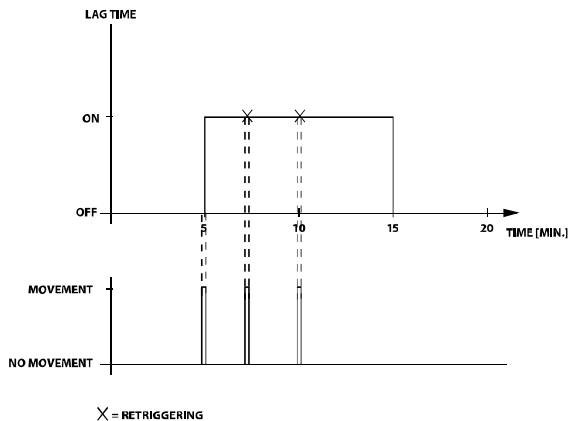 LAG TIME
ON
OFF
5
10
15
20
TIME [MIN.]
MOVEMENT
NO MOVEMENT
X = RETRIGGERING